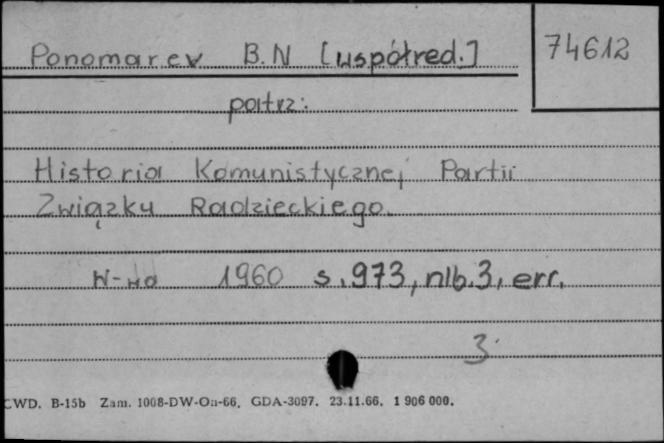 Ponomarev B.N [współred.]
74612
patrz:
Historia Komunistycznej Partii
Związku Radzieckiego.
W-wa 1960 s. 973, nlb. 3, err.
3
CWD. B-15b Zam. 1008-DW-On-66. GDA-3097. 23.11.66. 1 906 000.